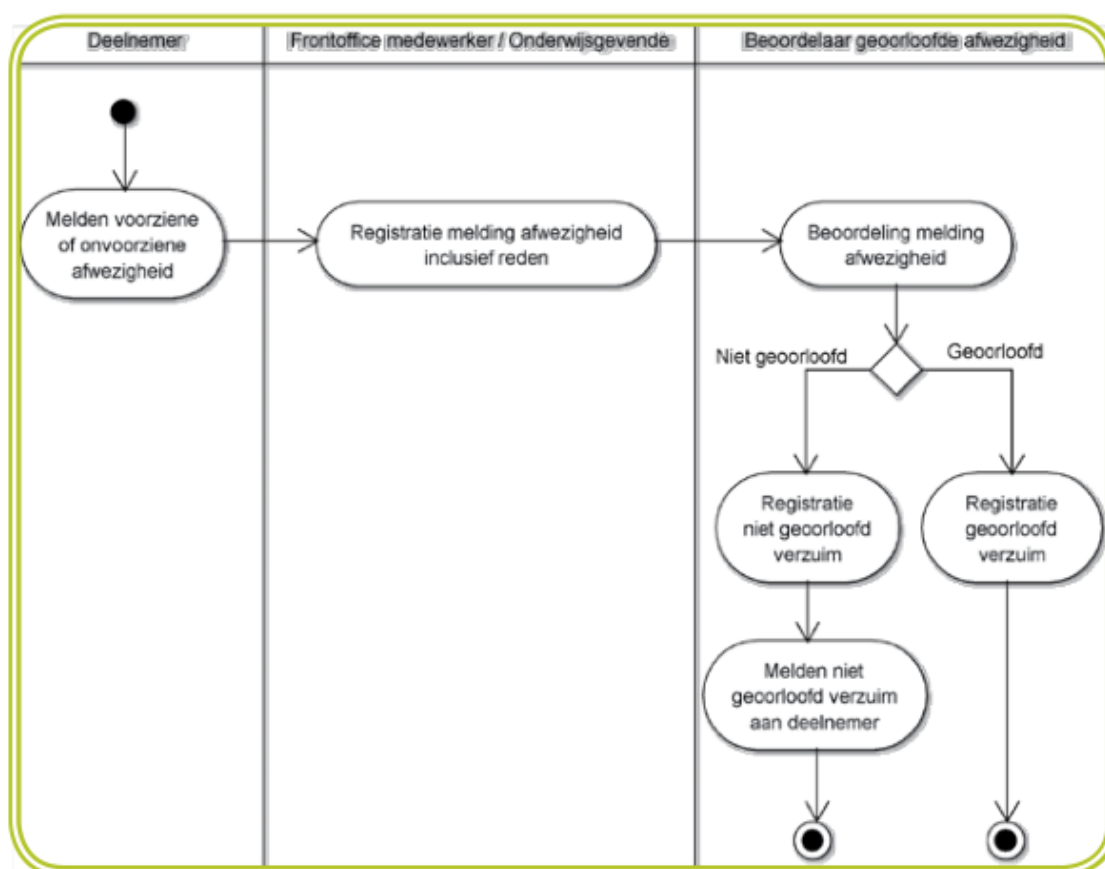 Deelnemer
Frontoffice medewerker / Onderwijsgevende
Beoordelaar geoorloofde afwezigheid
Melden voorziene
of onvoorziene
afwezigheid
Registratie melding afwezigheid
inclusief reden
Beoordeling melding
afwezigheid
Niet geoorloofd
Geoorloofd
Registratie
niet geoorloofd
verzuim
Registratie
geoorloofd
verzuim
Melden niet
geoorloofd verzuim
aan deelnemer